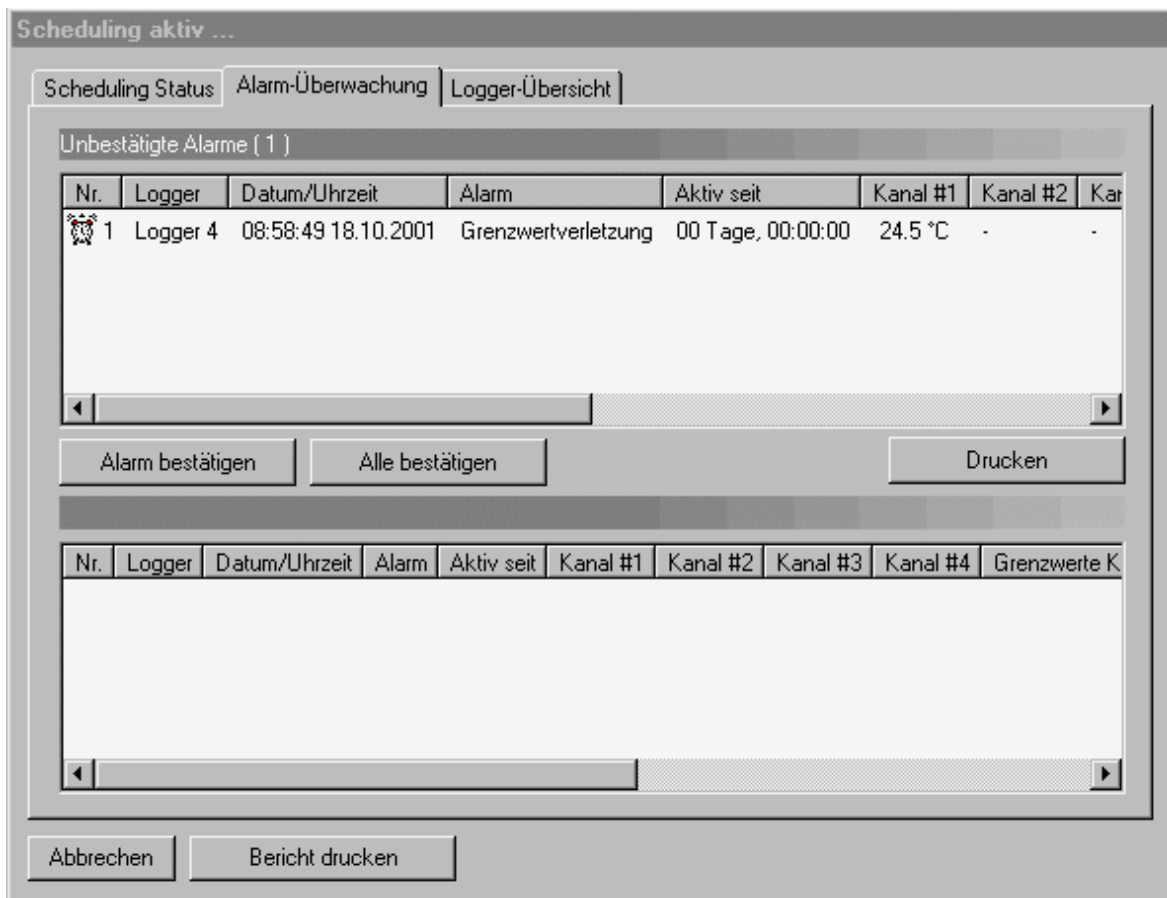 Scheduling aktiv ...
Scheduling Status Alarm-Überwachung Logger-Übersicht
Unbestätigte Alarme ( 1 )
Nr. Logger Datum/Uhrzeit Alarm Aktiv seit Kanal #1 Kanal #2 Kar
1 Logger 4 08:58:49 18.10.2001 Grenzwertverletzung 00 Tage, 00:00:00 24.5 °C - -
Alarm bestätigen Alle bestätigen Drucken
Nr. Logger Datum/Uhrzeit Alarm Aktiv seit Kanal #1 Kanal #2 Kanal #3 Kanal #4 Grenzwerte K
Abbrechen Bericht drucken